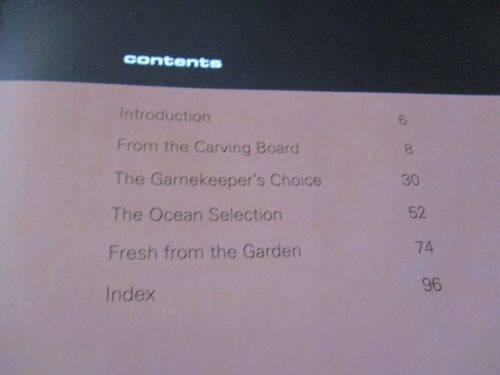 contents
Introduction 6
From the Carving Board 8
The Gamekeeper's Choice 30
The Ocean Selection 52
Fresh from the Garden 74
Index 96